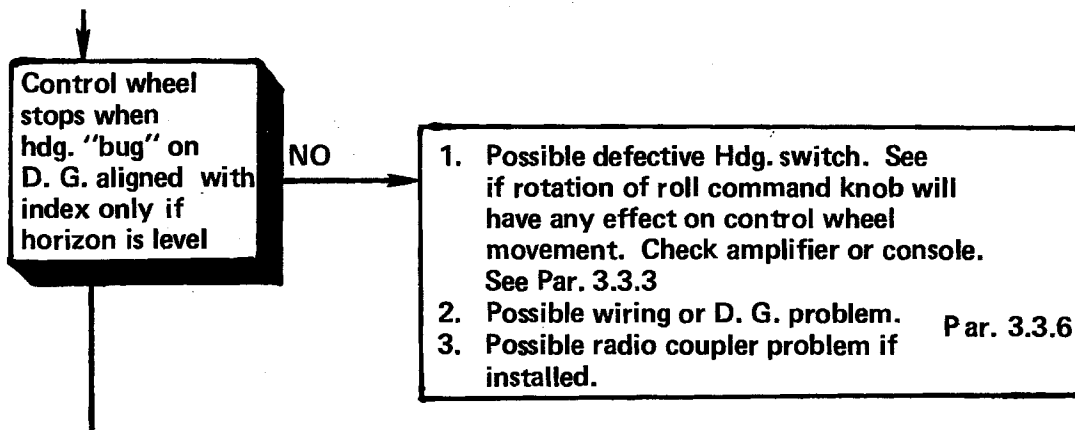 Control wheel
stops when
hdg. "bug" on
D. G. aligned with
index only if
horizon is level
NO
1. Possible defective Hdg. switch. See
if rotation of roll command knob will
have any effect on control wheel
movement. Check amplifier or console.
See Par. 3.3.3
2. Possible wiring or D. G. problem.
Par. 3.3.6
3. Possible radio coupler problem if
installed.